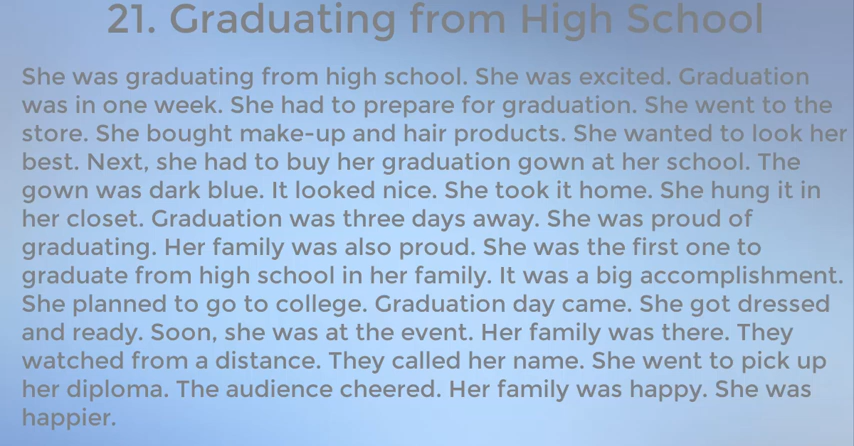 21. Graduating from High School
She was graduating from high school. She was excited. Graduation
was in one week. She had to prepare for graduation. She went to the
store. She bought make-up and hair products. She wanted to look her
best. Next, she had to buy her graduation gown at her school. The
gown was dark blue. It looked nice. She took it home. She hung it in
her closet. Graduation was three days away. She was proud of
graduating. Her family was also proud. She was the first one to
graduate from high school in her family. It was a big accomplishment.
She planned to go to college. Graduation day came. She got dressed
and ready. Soon, she was at the event. Her family was there. They
watched from a distance. They called her name. She went to pick up
her diploma. The audience cheered. Her family was happy. She was
happier.